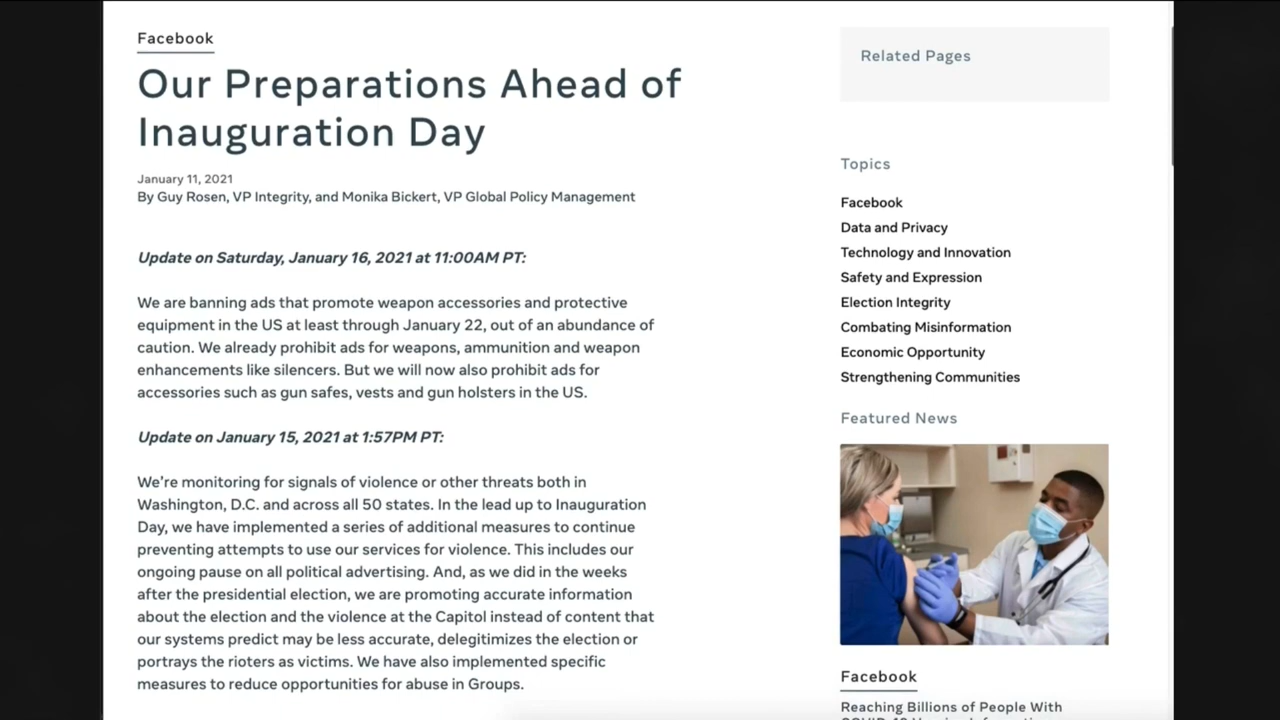 Facebook
Our Preparations Ahead of
Inauguration Day
January 11, 2021
By Guy Rosen, VP Integrity, and Monika Bickert, VP Global Policy Management
Update on Saturday, January 16, 2021 at 11:00AM PT:
We are banning ads that promote weapon accessories and protective
equipment in the US at least through January 22, out of an abundance of
caution. We already prohibit ads for weapons, ammunition and weapon
enhancements like silencers. But we will now also prohibit ads for
accessories such as gun safes, vests and gun holsters in the US.
Update on January 15, 2021 at 1:57PM PT:
We’re monitoring for signals of violence or other threats both in
Washington, D.C. and across all 50 states. In the lead up to Inauguration
Day, we have implemented a series of additional measures to continue
preventing attempts to use our services for violence. This includes our
ongoing pause on all political advertising. And, as we did in the weeks
after the presidential election, we are promoting accurate information
about the election and the violence at the Capitol instead of content that
our systems predict may be less accurate, delegitimizes the election or
portrays the rioters as victims. We have also implemented specific
measures to reduce opportunities for abuse in Groups.
Related Pages
Topics
Facebook
Data and Privacy
Technology and Innovation
Safety and Expression
Election Integrity
Combating Misinformation
Economic Opportunity
Strengthening Communities
Featured News
Facebook
Reaching Billions of People With